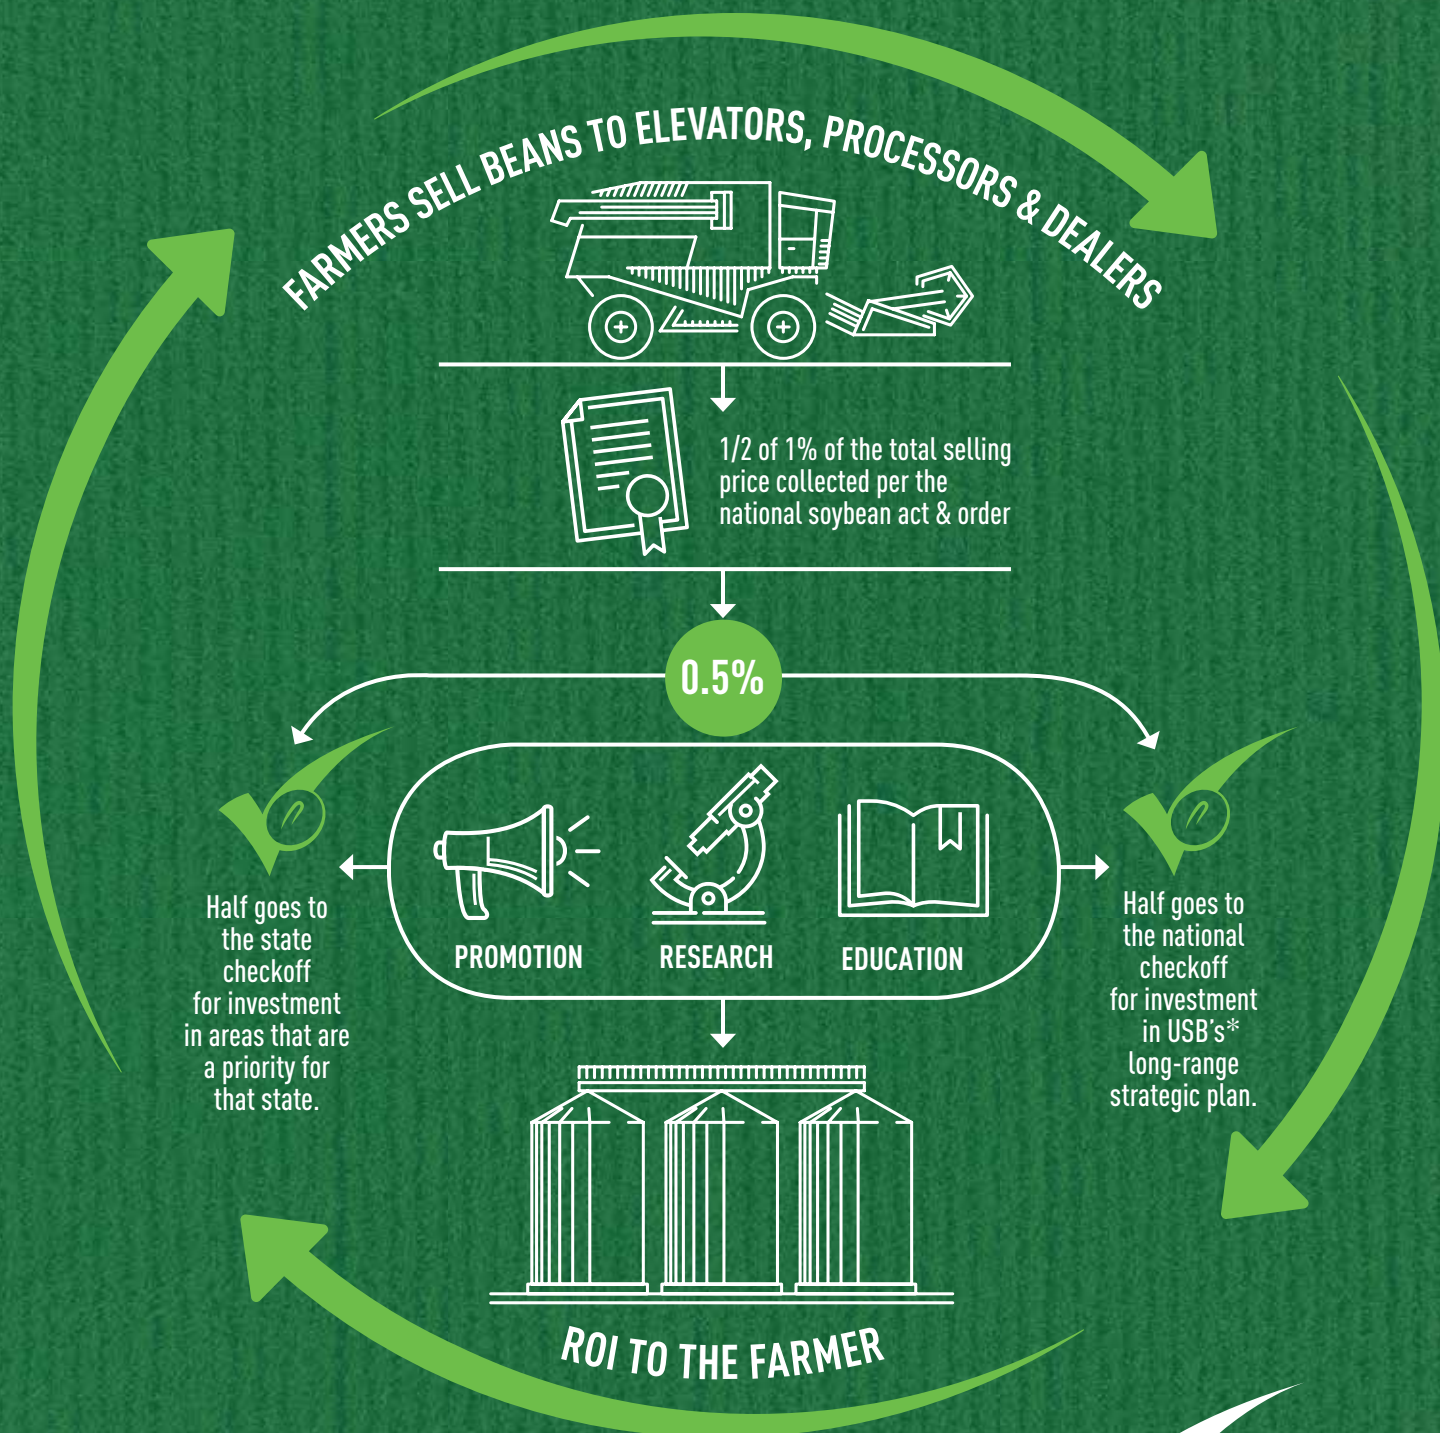 FARMERS SELL BEANS TO ELEVATORS, PROCESSORS & DEALERS
1/2 of 1% of the total selling
price collected per the
national soybean act & order
0.5%
PROMOTION
RESEARCH
EDUCATION
Half goes to
the state
checkoff
for investment
in areas that are
a priority for
that state.
Half goes to
the national
checkoff
for investment
in USB's*
long-range
strategic plan.
ROI TO THE FARMER